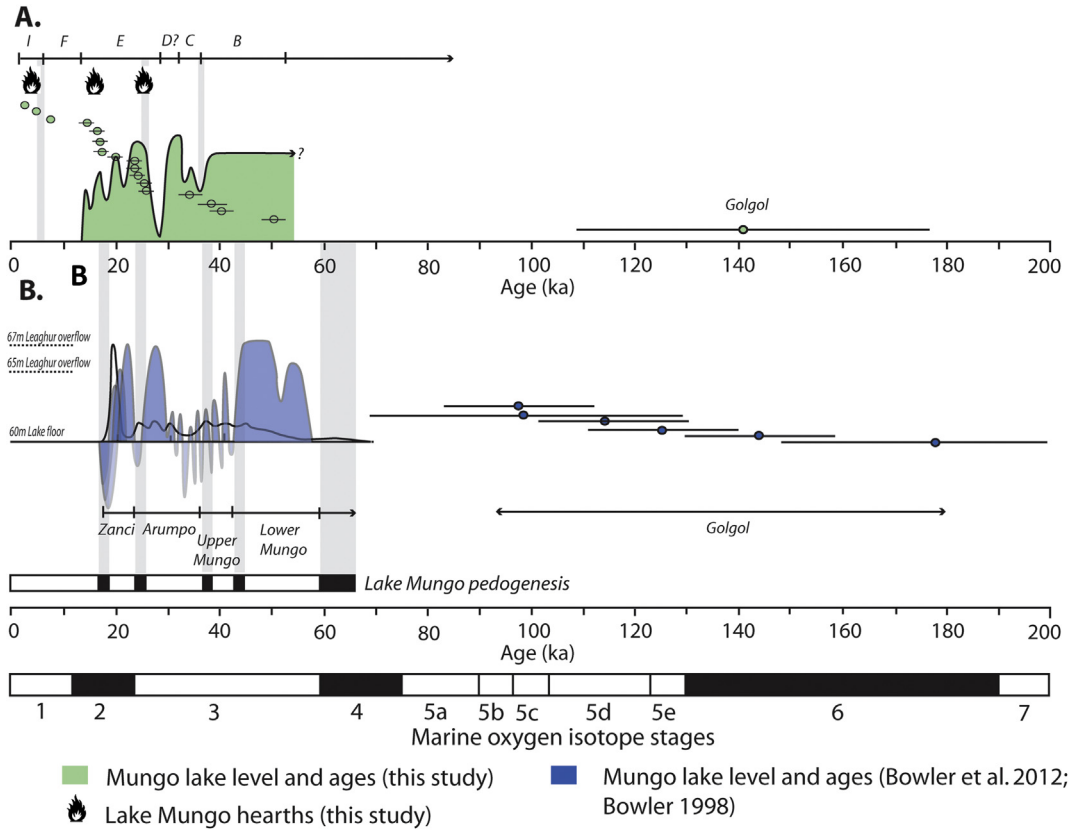 A.
I F E D? C B
?
Golgol
0 20 40 60 80 100 120 140 160 180 200
Age (ka)
B
B.
67m Leaghur overflow
65m Leaghur overflow
60m Lake floor
Zanci Arumpo Upper Mungo Lower Mungo
Golgol
Lake Mungo pedogenesis
0 20 40 60 80 100 120 140 160 180 200
Age (ka)
1 2 3 4 5a 5b 5c 5d 5e 6 7
Marine oxygen isotope stages
Mungo lake level and ages (this study)
Lake Mungo hearths (this study)
Mungo lake level and ages (Bowler et al. 2012;
Bowler 1998)